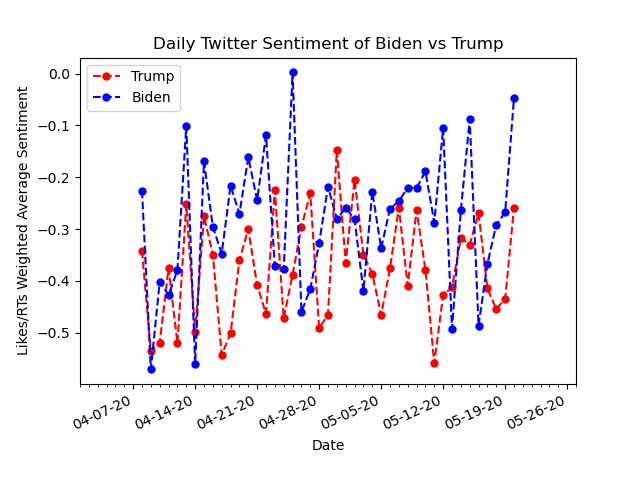 Daily Twitter Sentiment of Biden vs Trump
Trump
Biden
0.0
−0.1
−0.2
−0.3
−0.4
−0.5
Likes/RTs Weighted Average Sentiment
04-07-20
04-14-20
04-21-20
04-28-20
05-05-20
05-12-20
05-19-20
05-26-20
Date